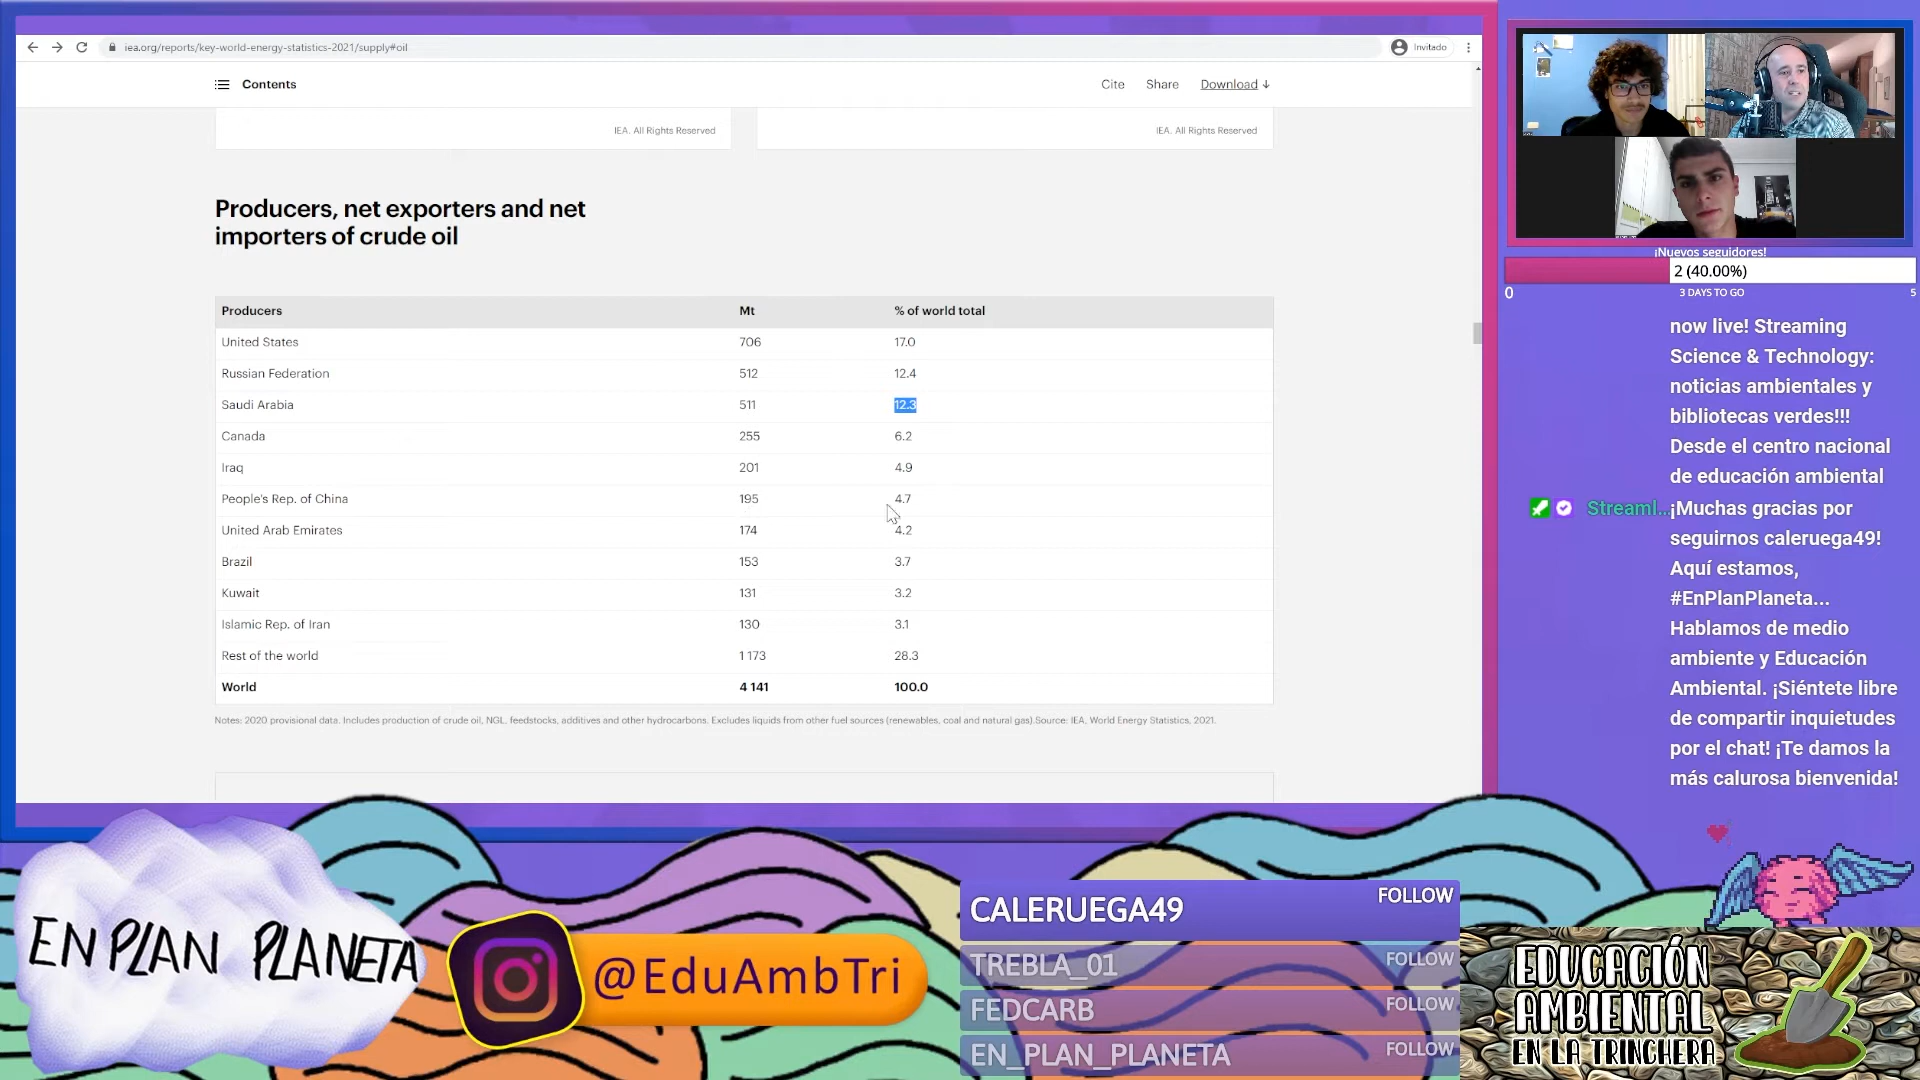 iea.org/reports/key-world-energy-statistics-2021/supply#oil
Invitado
Contents
Cite Share Download ↓
IEA. All Rights Reserved IEA. All Rights Reserved
Producers, net exporters and net
importers of crude oil
Producers Mt % of world total
United States 706 17.0
Russian Federation 512 12.4
Saudi Arabia 511 12.3
Canada 255 6.2
Iraq 201 4.9
People's Rep. of China 195 4.7
United Arab Emirates 174 4.2
Brazil 153 3.7
Kuwait 131 3.2
Islamic Rep. of Iran 130 3.1
Rest of the world 1 173 28.3
World 4 141 100.0
Notes: 2020 provisional data. Includes production of crude oil, NGL, feedstocks, additives and other hydrocarbons. Excludes liquids from other fuel sources (renewables, coal and natural gas).Source: IEA, World Energy Statistics, 2021.
¡Nuevos seguidores!
2 (40.00%)
0 3 DAYS TO GO 5
now live! Streaming
Science & Technology:
noticias ambientales y
bibliotecas verdes!!!
Desde el centro nacional
de educación ambiental
Streaml... ¡Muchas gracias por
seguirnos caleruega49!
Aquí estamos,
#EnPlanPlaneta...
Hablamos de medio
ambiente y Educación
Ambiental. ¡Siéntete libre
de compartir inquietudes
por el chat! ¡Te damos la
más calurosa bienvenida!
EN PLAN PLANETA
@EduAmbTri
CALERUEGA49 FOLLOW
TREBLA_01 FOLLOW
FEDCARB FOLLOW
EN_PLAN_PLANETA FOLLOW
EDUCACIÓN
AMBIENTAL
EN LA TRINCHERA